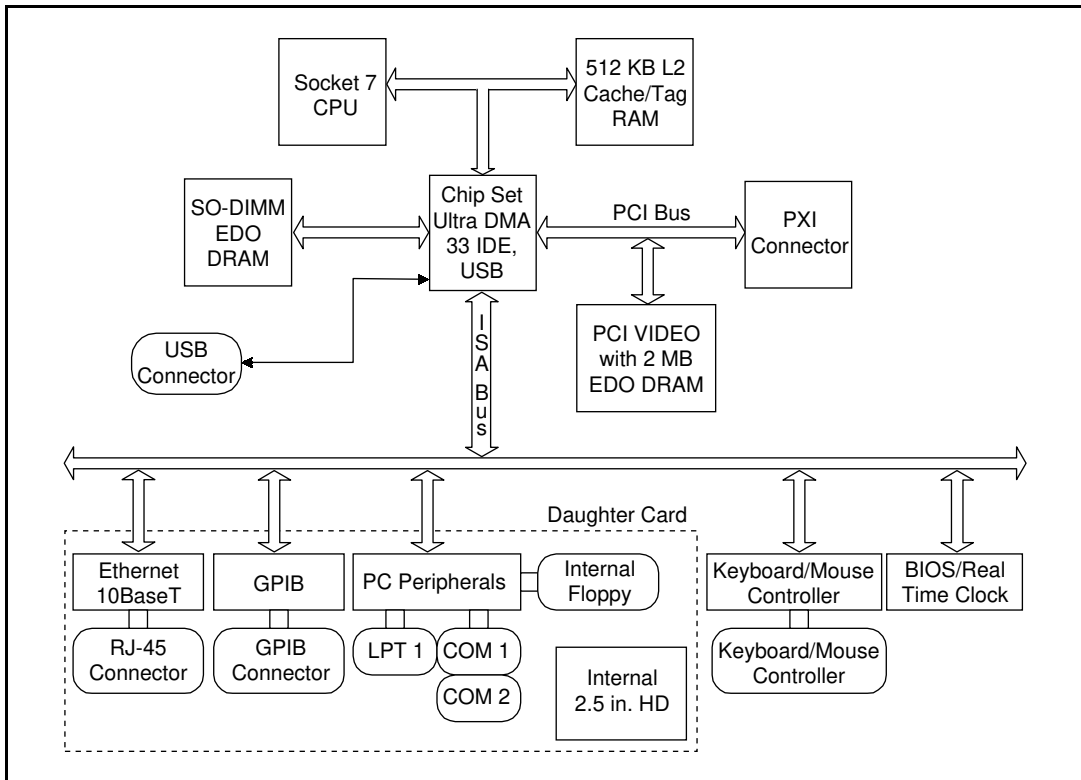 Socket 7
CPU
512 KB L2
Cache/Tag
RAM
SO-DIMM
EDO
DRAM
Chip Set
Ultra DMA
33 IDE,
USB
PCI Bus
PXI
Connector
USB
Connector
ISA Bus
PCI VIDEO
with 2 MB
EDO DRAM
Daughter Card
Ethernet
10BaseT
GPIB
PC Peripherals
Internal
Floppy
Keyboard/Mouse
Controller
BIOS/Real
Time Clock
RJ-45
Connector
GPIB
Connector
LPT 1
COM 1
COM 2
Internal
2.5 in. HD
Keyboard/Mouse
Controller